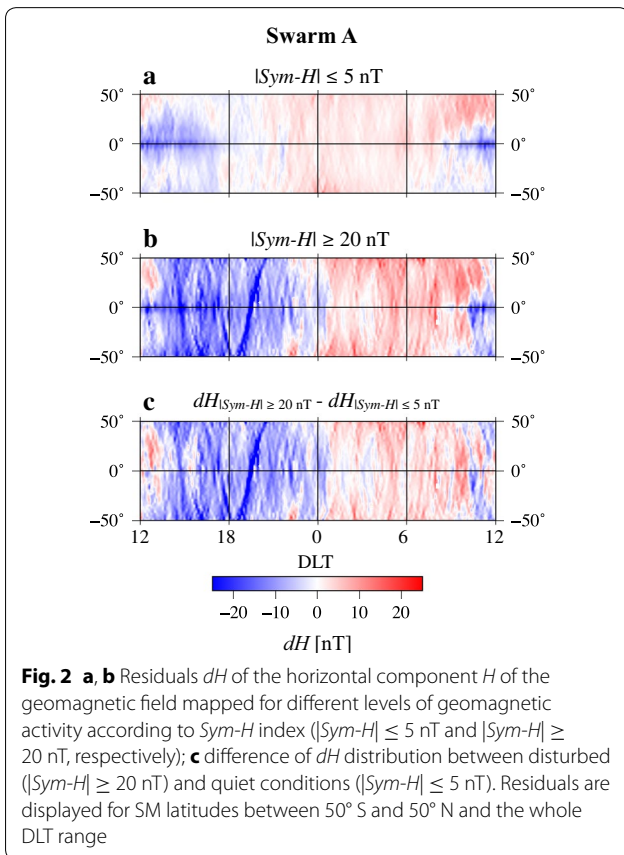 Swarm A
a |Sym-H| ≤ 5 nT
50° 50°
0° 0°
−50° −50°
b |Sym-H| ≥ 20 nT
50° 50°
0° 0°
−50° −50°
c dH|Sym-H| ≥ 20 nT - dH|Sym-H| ≤ 5 nT
50° 50°
0° 0°
−50° −50°
12 18 0 6 12
DLT
−20 −10 0 10 20
dH [nT]
Fig. 2 a, b Residuals dH of the horizontal component H of the
geomagnetic field mapped for different levels of geomagnetic
activity according to Sym-H index (|Sym-H| ≤ 5 nT and |Sym-H| ≥
20 nT, respectively); c difference of dH distribution between disturbed
(|Sym-H| ≥ 20 nT) and quiet conditions (|Sym-H| ≤ 5 nT). Residuals are
displayed for SM latitudes between 50° S and 50° N and the whole
DLT range